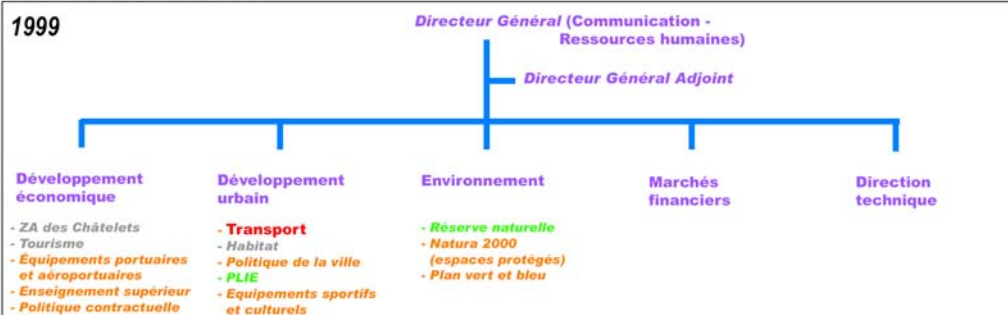 1999
Directeur Général (Communication -
Ressources humaines)
Directeur Général Adjoint
Développement
économique
- ZA des Châtelets
- Tourisme
- Équipements portuaires
et aéroportuaires
- Enseignement supérieur
- Politique contractuelle
Développement
urbain
- Transport
- Habitat
- Politique de la ville
- PLIE
- Equipements sportifs
et culturels
Environnement
- Réserve naturelle
- Natura 2000
(espaces protégés)
- Plan vert et bleu
Marchés
financiers
Direction
technique